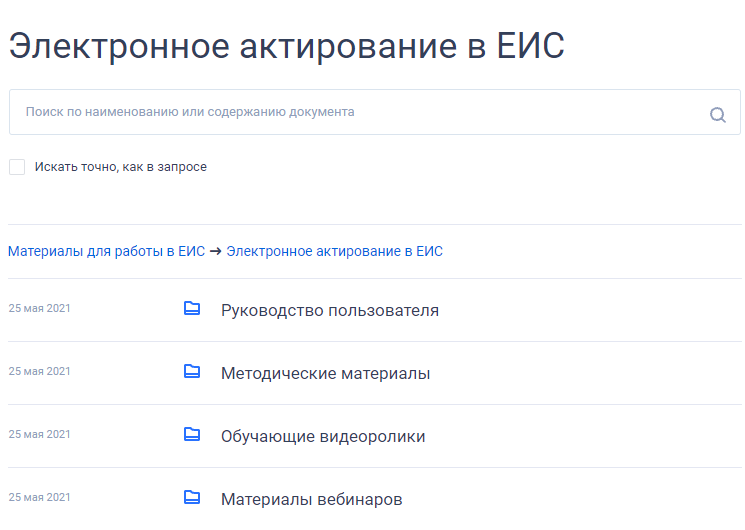 Электронное актирование в ЕИС
Поиск по наименованию или содержанию документа
Искать точно, как в запросе
Материалы для работы в ЕИС → Электронное актирование в ЕИС
25 мая 2021 Руководство пользователя
25 мая 2021 Методические материалы
25 мая 2021 Обучающие видеоролики
25 мая 2021 Материалы вебинаров